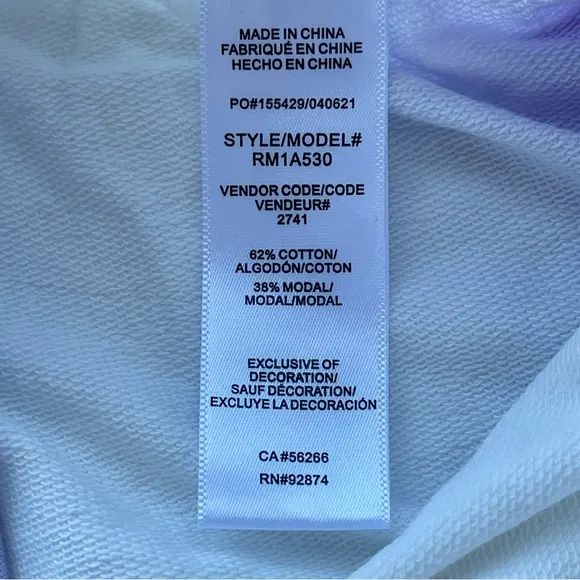 MADE IN CHINA
FABRIQUÉ EN CHINE
HECHO EN CHINA
PO#155429/040621
STYLE/MODEL#
RM1A530
VENDOR CODE/CODE
VENDEUR#
2741
62% COTTON/
ALGODÓN/COTON
38% MODAL/
MODAL/MODAL
EXCLUSIVE OF
DECORATION/
SAUF DÉCORATION/
EXCLUYE LA DECORACIÓN
CA#56266
RN#92874